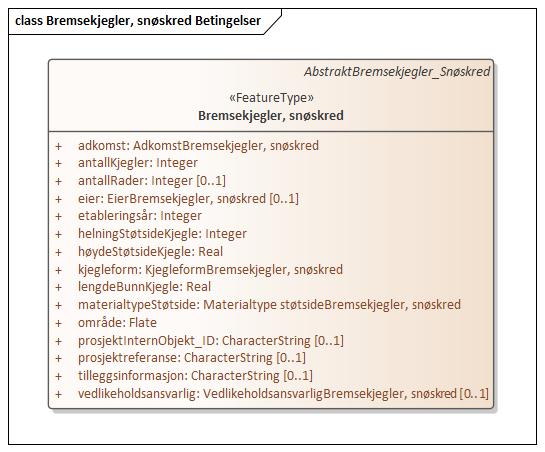 class Bremsekjegler, snøskred Betingelser
AbstraktBremsekjegler_Snøskred
«FeatureType»
Bremsekjegler, snøskred
+ adkomst: AdkomstBremsekjegler, snøskred
+ antallKjegler: Integer
+ antallRader: Integer [0..1]
+ eier: EierBremsekjegler, snøskred [0..1]
+ etableringsår: Integer
+ helningStøtsideKjegle: Integer
+ høydeStøtsideKjegle: Real
+ kjegleform: KjegleformBremsekjegler, snøskred
+ lengdeBunnKjegle: Real
+ materialtypeStøtside: Materialtype støtsideBremsekjegler, snøskred
+ område: Flate
+ prosjektInternObjekt_ID: CharacterString [0..1]
+ prosjektreferanse: CharacterString [0..1]
+ tilleggsinformasjon: CharacterString [0..1]
+ vedlikeholdsansvarlig: VedlikeholdsansvarligBremsekjegler, snøskred [0..1]